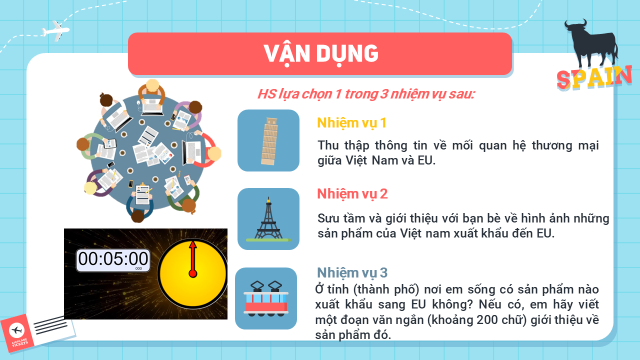 VẬN DỤNG
SPAIN
HS lựa chọn 1 trong 3 nhiệm vụ sau:
Nhiệm vụ 1
Thu thập thông tin về mối quan hệ thương mại
giữa Việt Nam và EU.
Nhiệm vụ 2
Sưu tầm và giới thiệu với bạn bè về hình ảnh những
sản phẩm của Việt nam xuất khẩu đến EU.
00:05:00
Nhiệm vụ 3
Ở tỉnh (thành phố) nơi em sống có sản phẩm nào
xuất khẩu sang EU không? Nếu có, em hãy viết
một đoạn văn ngắn (khoảng 200 chữ) giới thiệu về
sản phẩm đó.